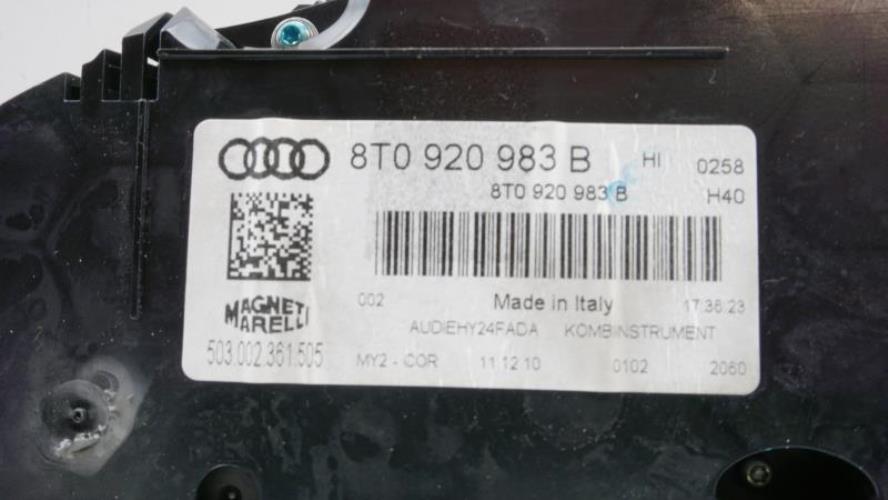 8T0 920 983 B HI 0258
8T0 920 983 B H40
MAGNETI MARELLI
002 Made in Italy 17:36:23
AUDIEHY24FADA KOMBIINSTRUMENT
503.002.361.505
MY2 - COR 11 12 10 0102 2060